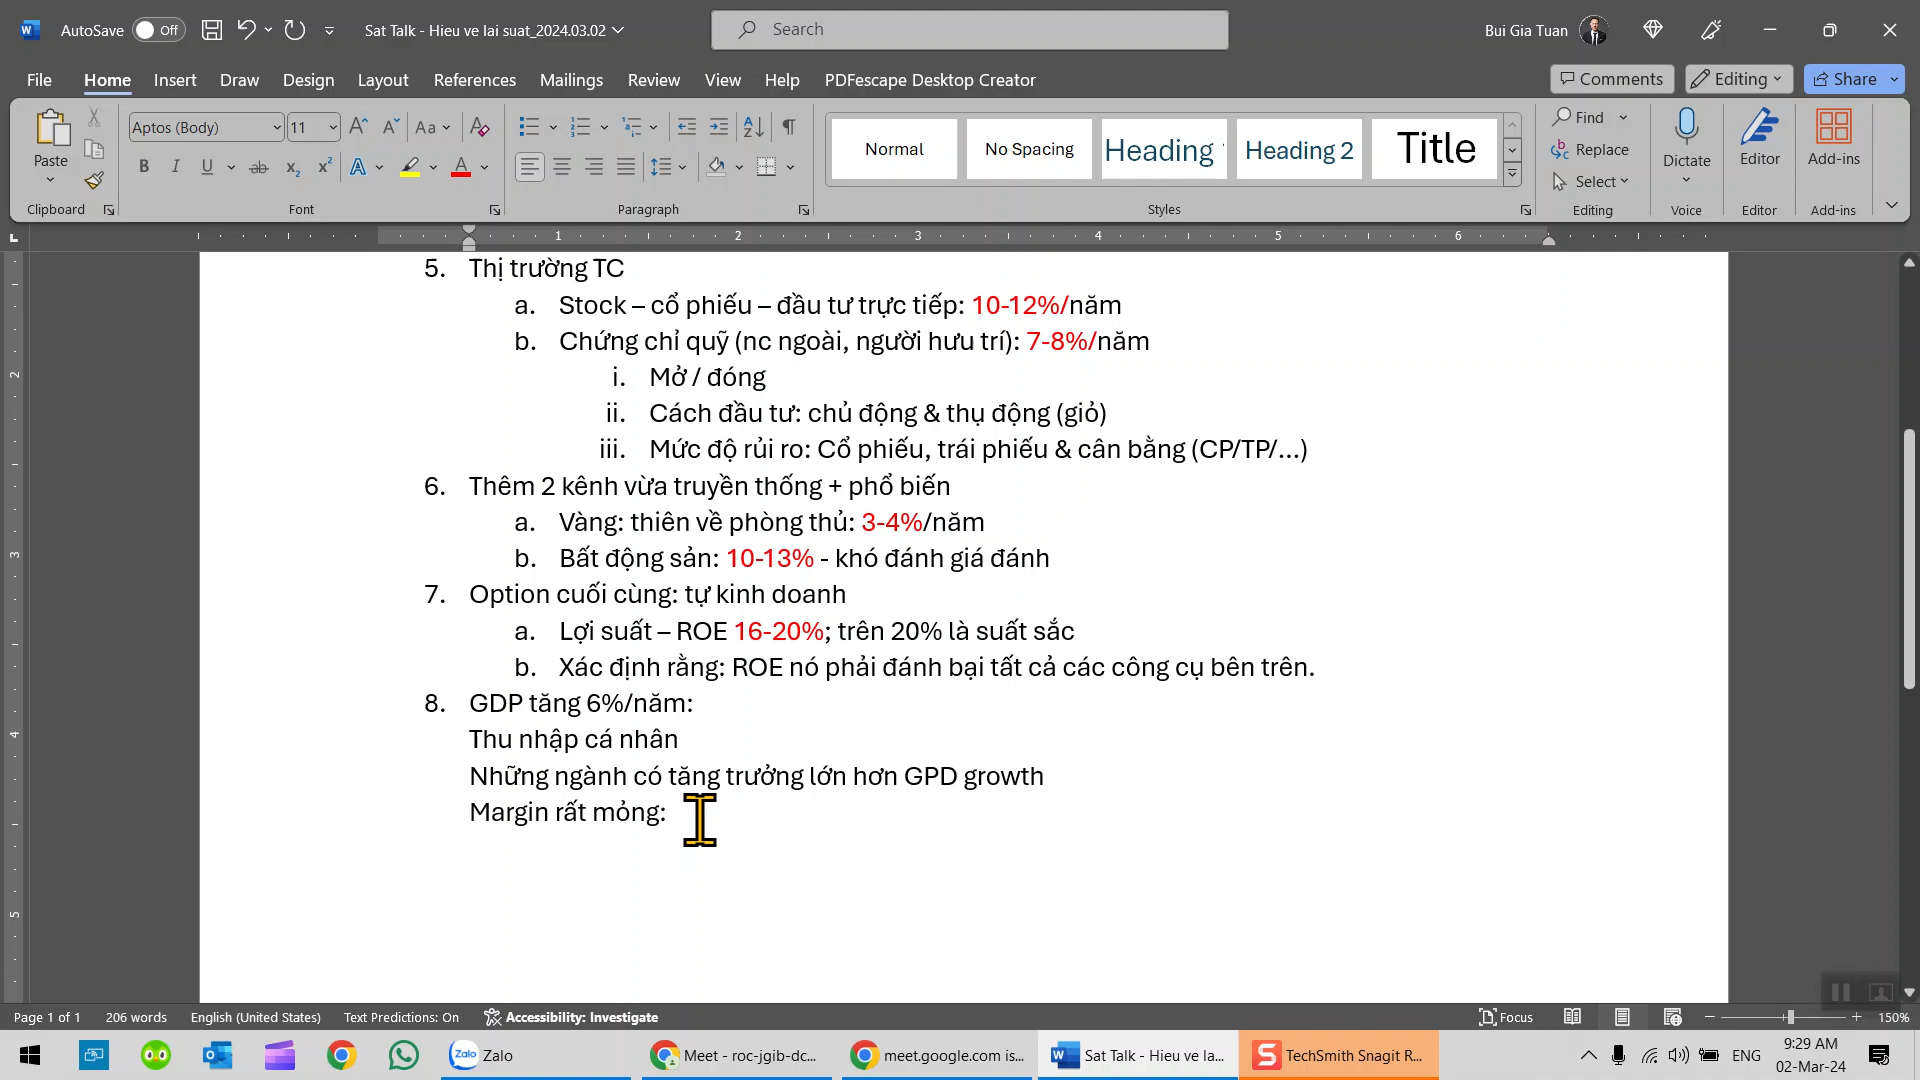 AutoSave
Off
Sat Talk - Hieu ve lai suat_2024.03.02
Search
Bui Gia Tuan
File
Home
Insert
Draw
Design
Layout
References
Mailings
Review
View
Help
PDFescape Desktop Creator
Comments
Editing
Share
Paste
Clipboard
Aptos (Body)
11
Font
Paragraph
Normal
No Spacing
Heading
Heading 2
Title
Styles
Find
Replace
Select
Editing
Dictate
Voice
Editor
Editor
Add-ins
Add-ins
1 2 3 4 5 6
5. Thị trường TC
a. Stock – cổ phiếu – đầu tư trực tiếp: 10-12%/năm
b. Chứng chỉ quỹ (nc ngoài, người hưu trí): 7-8%/năm
i. Mở / đóng
ii. Cách đầu tư: chủ động & thụ động (giỏ)
iii. Mức độ rủi ro: Cổ phiếu, trái phiếu & cân bằng (CP/TP/...)
6. Thêm 2 kênh vừa truyền thống + phổ biến
a. Vàng: thiên về phòng thủ: 3-4%/năm
b. Bất động sản: 10-13% - khó đánh giá đánh
7. Option cuối cùng: tự kinh doanh
a. Lợi suất – ROE 16-20%; trên 20% là suất sắc
b. Xác định rằng: ROE nó phải đánh bại tất cả các công cụ bên trên.
8. GDP tăng 6%/năm:
Thu nhập cá nhân
Những ngành có tăng trưởng lớn hơn GPD growth
Margin rất mỏng:
Page 1 of 1
206 words
English (United States)
Text Predictions: On
Accessibility: Investigate
Focus
150%
Zalo
Meet - roc-jgib-dc...
meet.google.com is...
Sat Talk - Hieu ve la...
TechSmith Snagit R...
ENG
9:29 AM
02-Mar-24